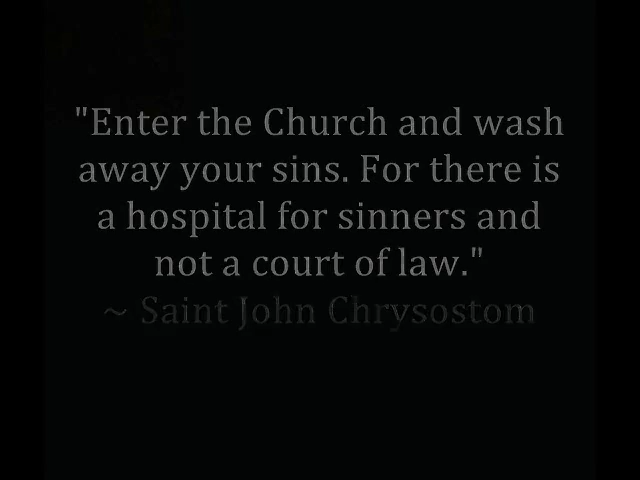 "Enter the Church and wash
away your sins. For there is
a hospital for sinners and
not a court of law."
~ Saint John Chrysostom